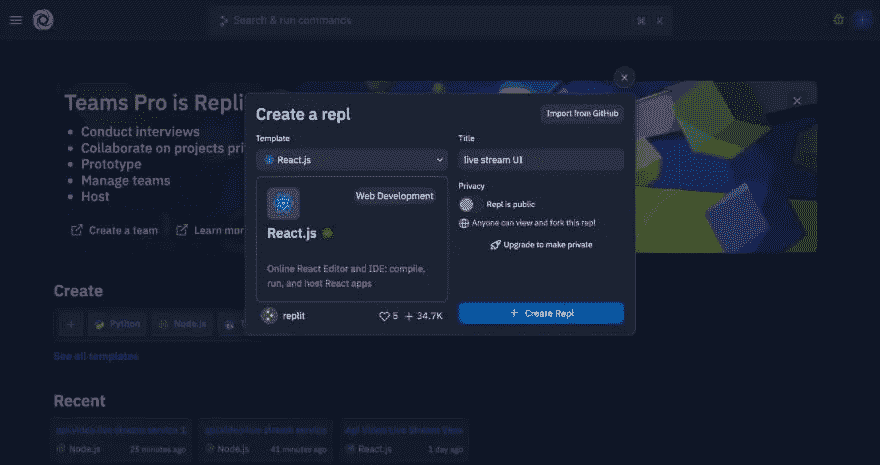 Search & run commands
⌘ K
Teams Pro is Repli
Conduct interviews
Collaborate on projects pri
Prototype
Manage teams
Host
Create a team
Learn mor
Create a repl
Import from GitHub
Template
React.js
Web Development
React.js
Online React Editor and IDE: compile,
run, and host React apps
replit
5
34.7K
Title
live stream UI
Privacy
Repl is public
Anyone can view and fork this repl
Upgrade to make private
+ Create Repl
Create
+
Python
Node.js
See all templates
Recent
Node.js
25 minutes ago
Node.js
41 minutes ago
React.js
1 day ago